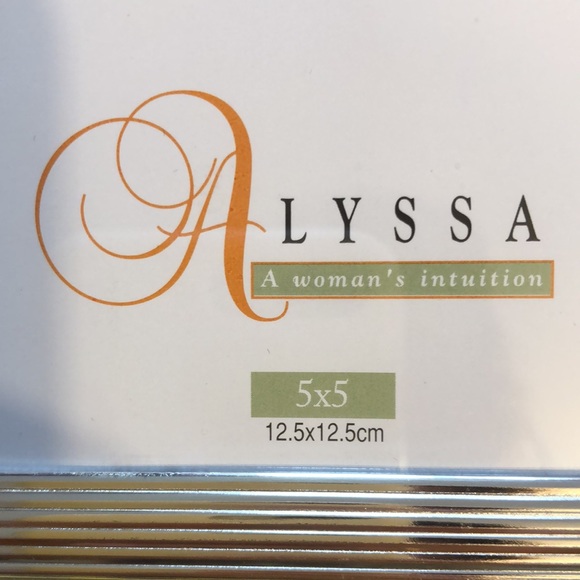 ALYSSA
A woman's intuition
5x5
12.5x12.5cm